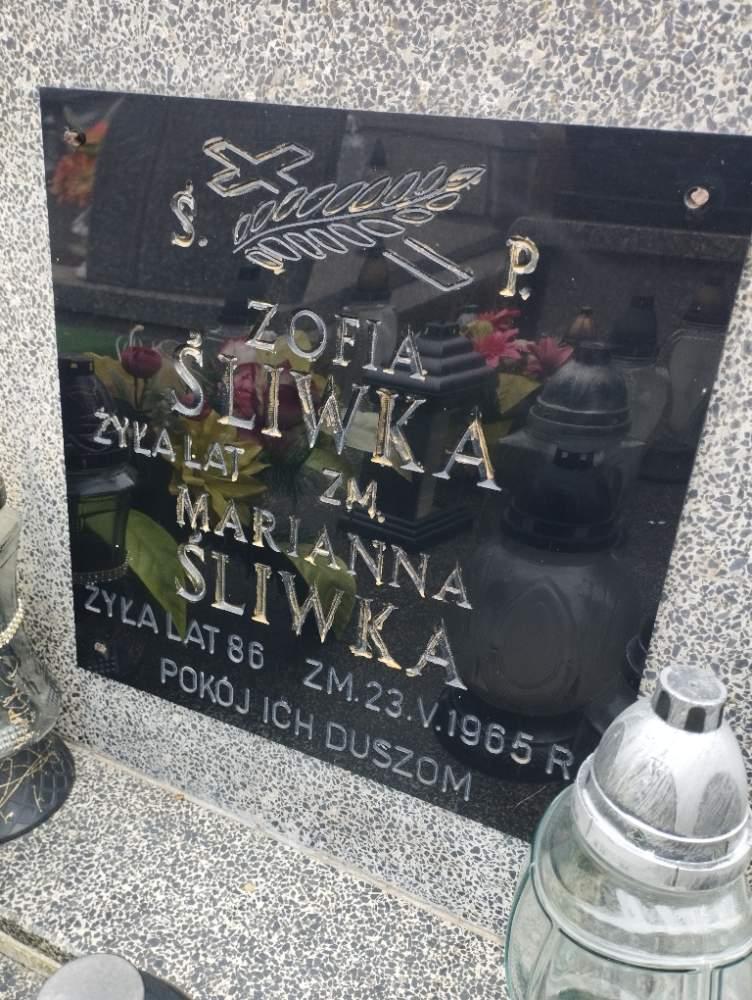 Ś. P.
ZOFIA
ŚLIWKA
ŻYŁA LAT ZM.
MARIANNA
ŚLIWKA
ŻYŁA LAT 86 ZM. 23.V.1965 R
POKÓJ ICH DUSZOM